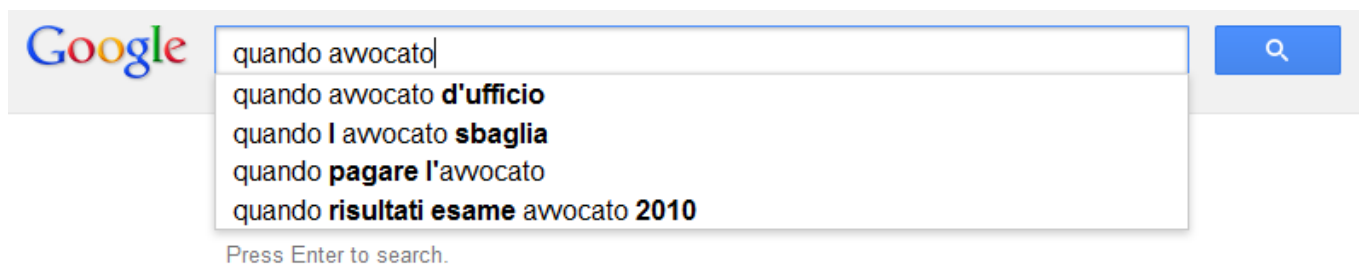 Google
quando avvocato
quando avvocato d'ufficio
quando l avvocato sbaglia
quando pagare l'avvocato
quando risultati esame avvocato 2010
Press Enter to search.